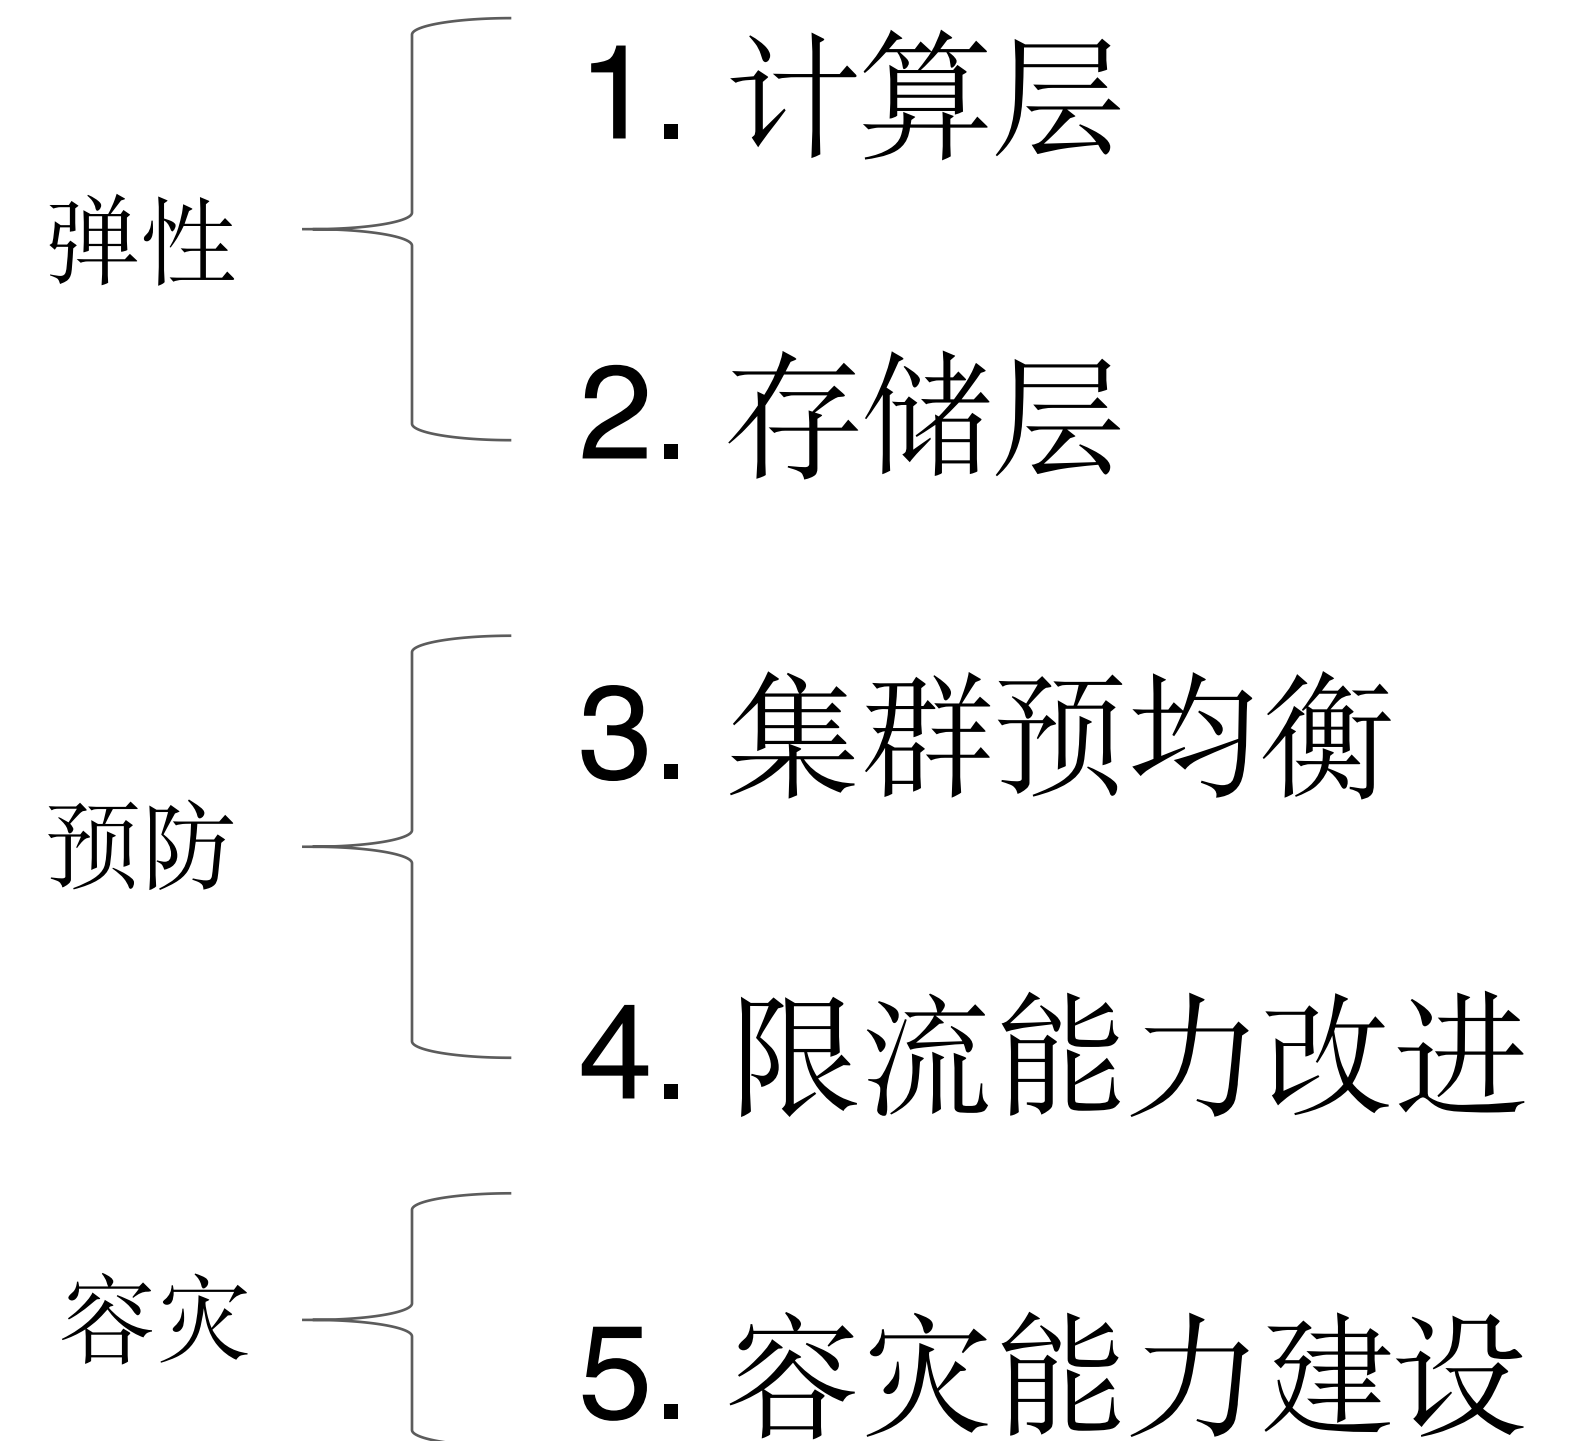 弹性
1. 计算层
2. 存储层
预防
3. 集群预均衡
4. 限流能力改进
容灾
5. 容灾能力建设